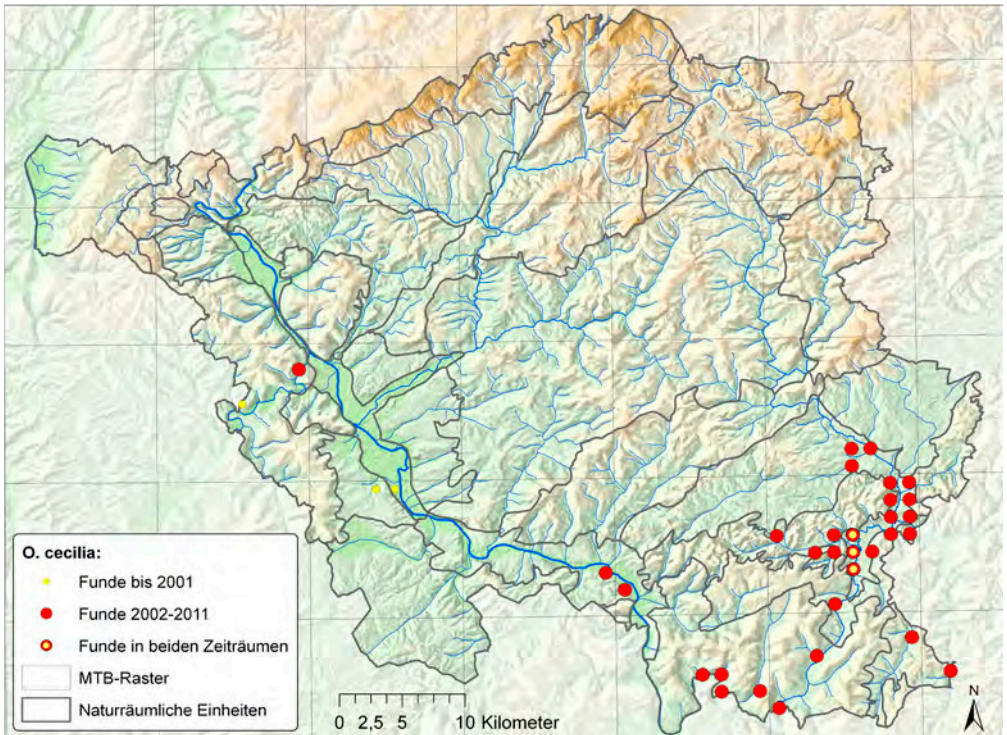 O. cecilia:
Funde bis 2001
Funde 2002-2011
Funde in beiden Zeiträumen
MTB-Raster
Naturräumliche Einheiten
0 2,5 5 10 Kilometer
N